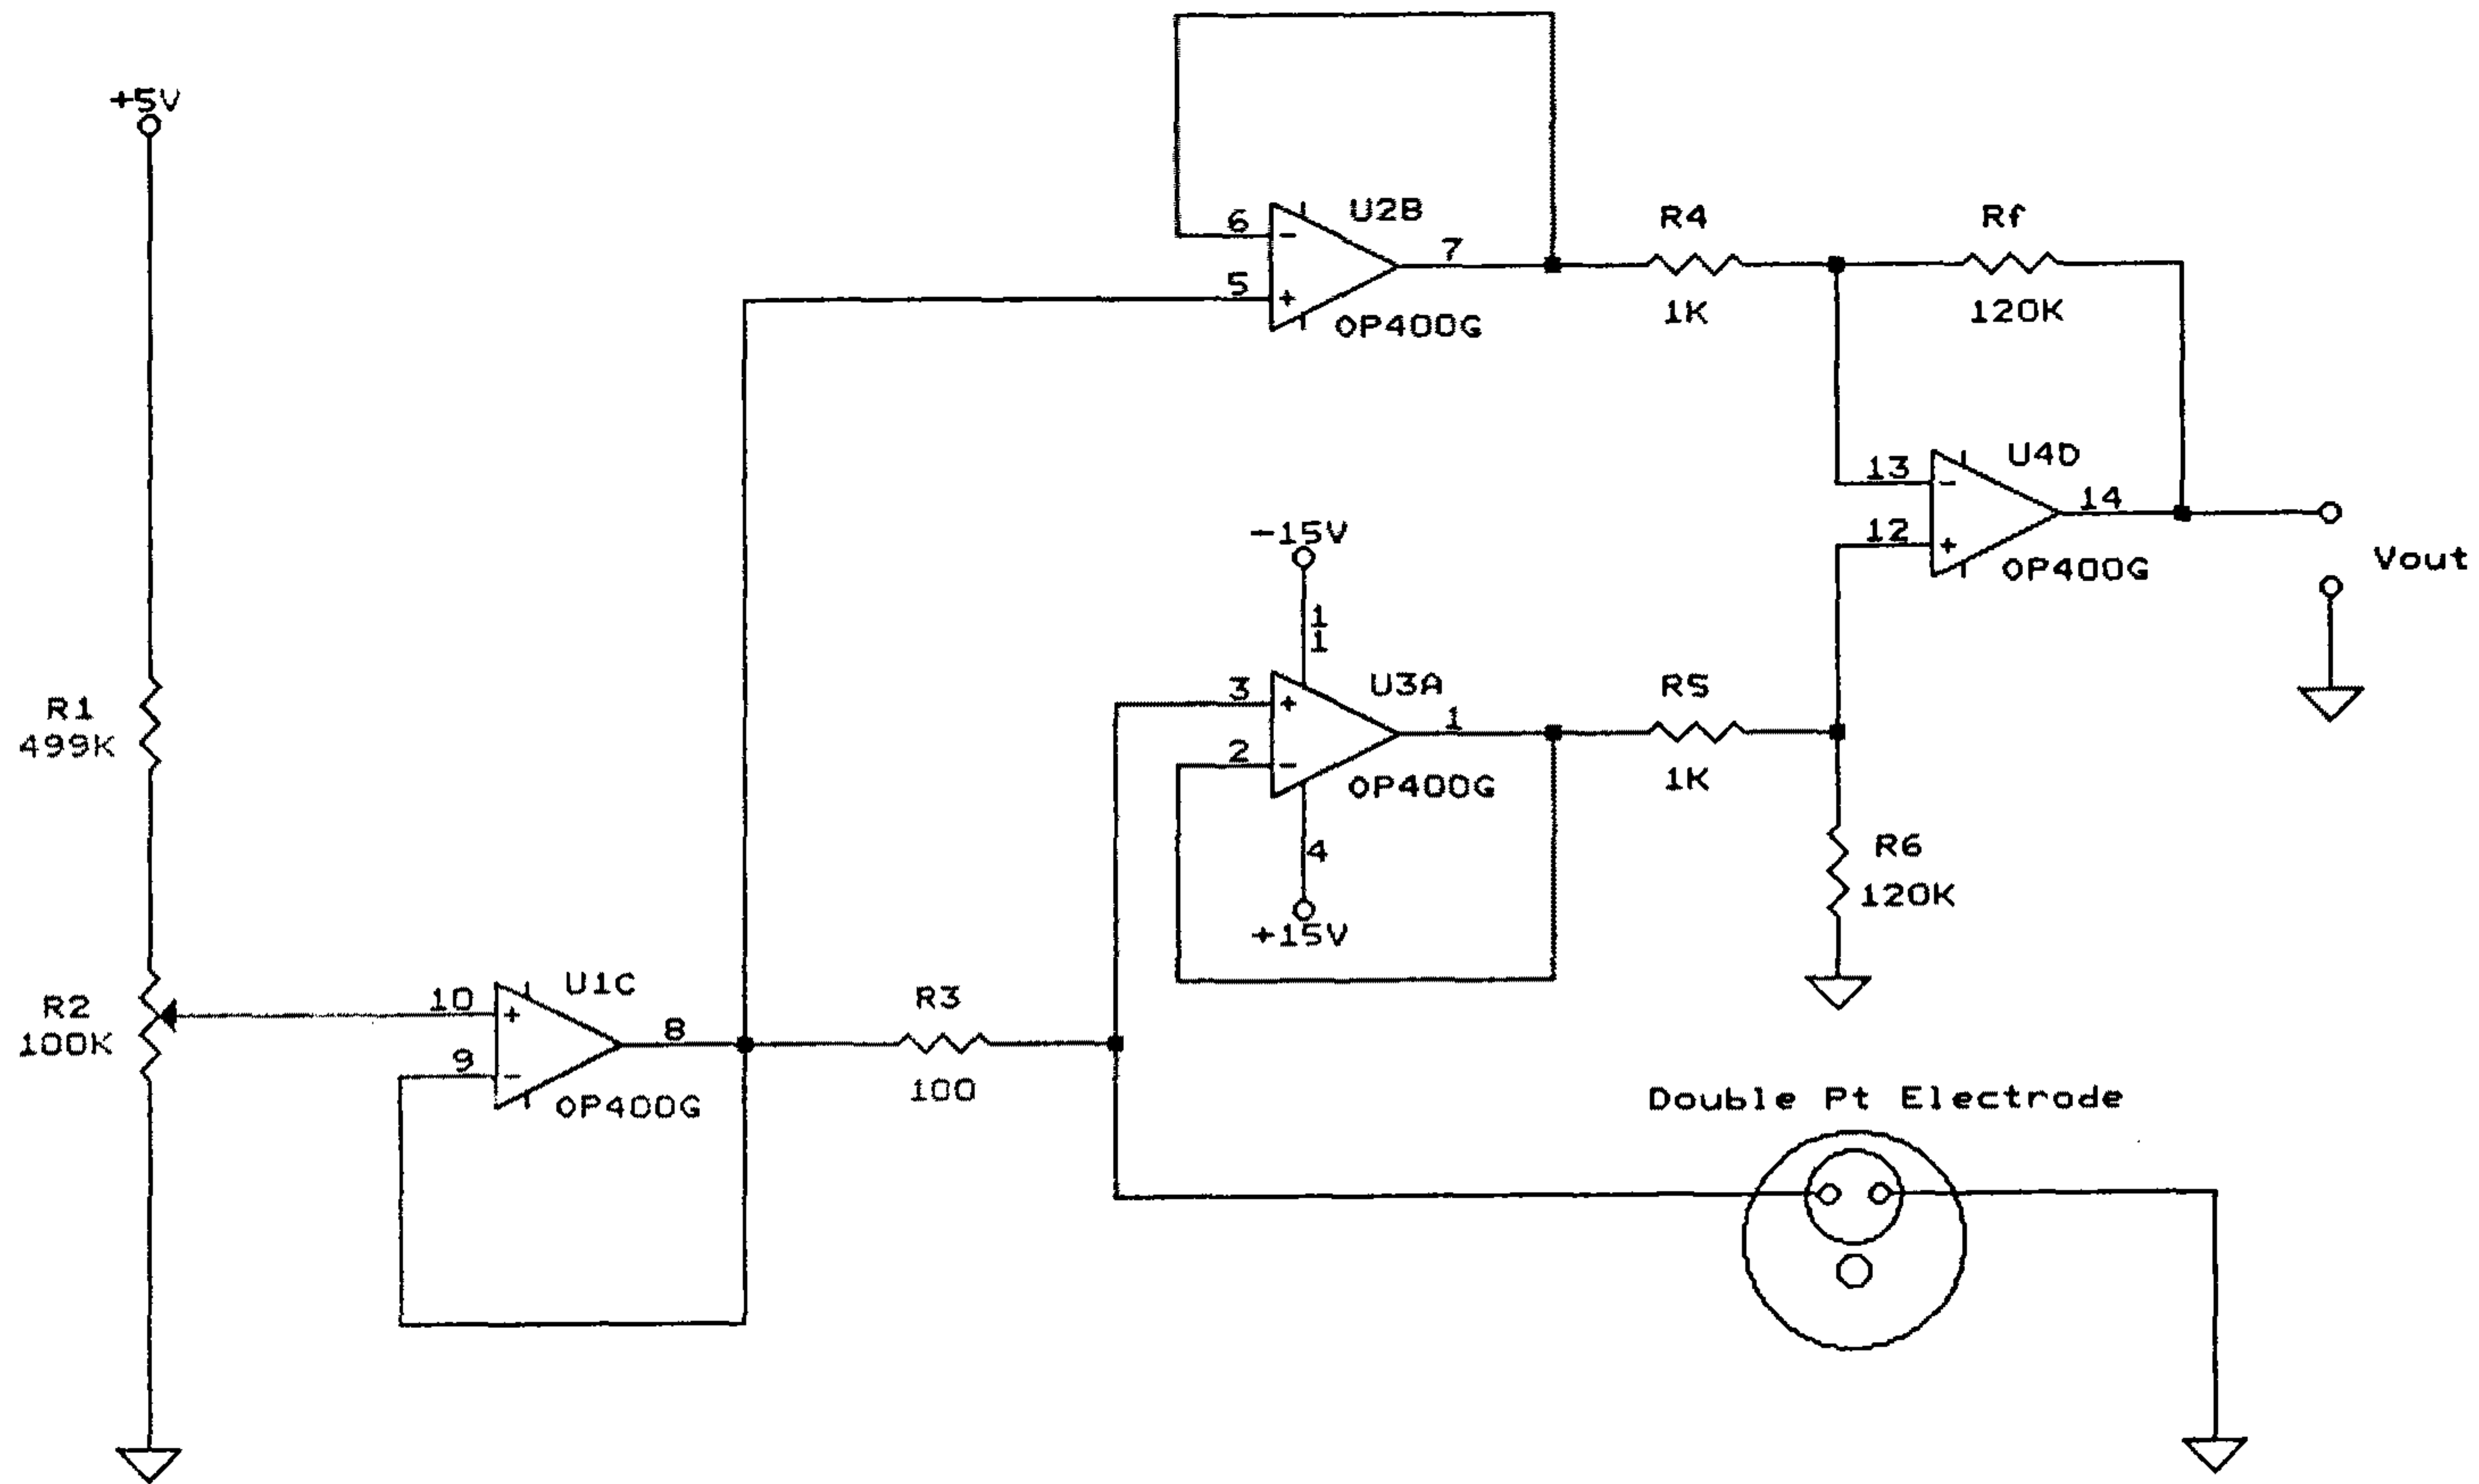 +5V
R1
499K
R2
100K
10
9
+
-
U1C
8
OP400G
R3
100
6
5
-
+
U2B
7
OP400G
R4
1K
Rf
120K
-15V
1
1
3
2
+
-
U3A
1
OP400G
4
+15V
R5
1K
13
12
-
+
U4D
14
OP400G
Vout
R6
120K
Double Pt Electrode